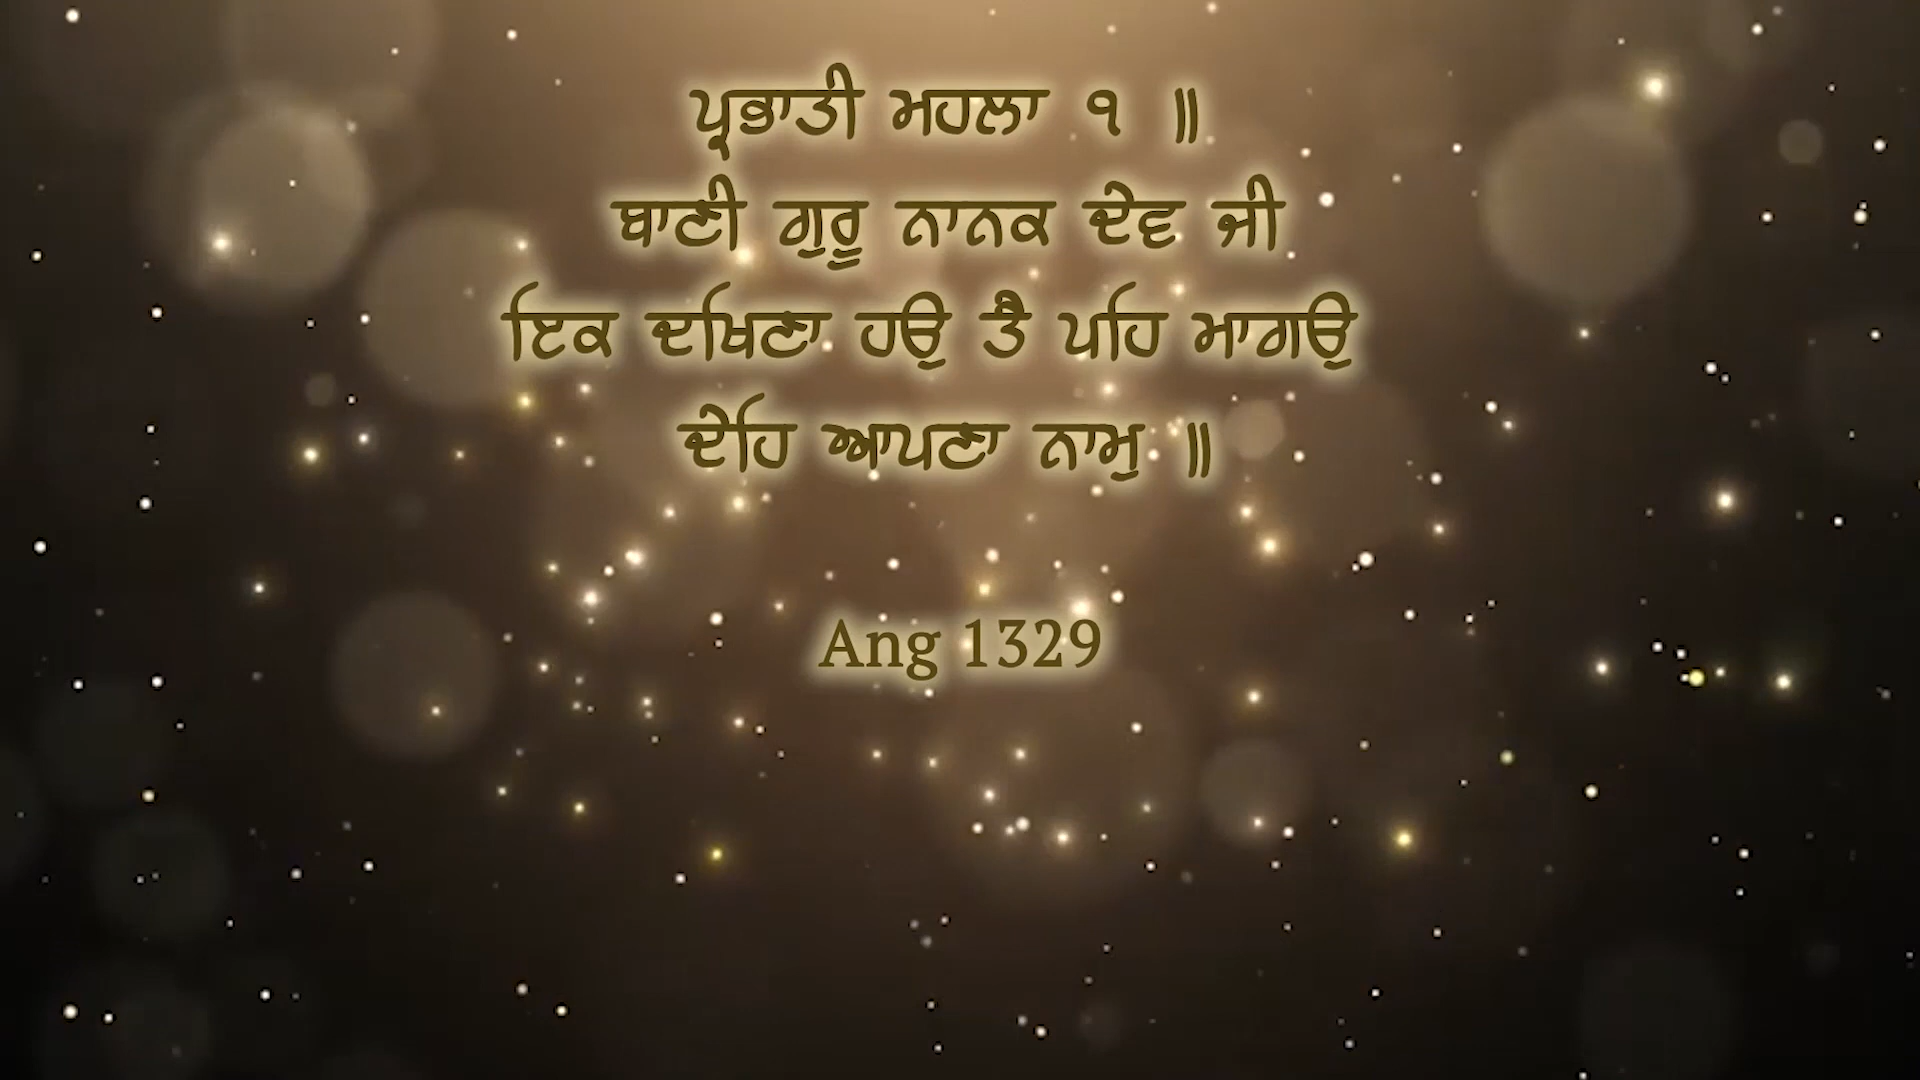 ਪ੍ਰਭਾਤੀ ਮਹਲਾ ੧ ॥
ਬਾਣੀ ਗੁਰੂ ਨਾਨਕ ਦੇਵ ਜੀ
ਇਕ ਦਖਿਣਾ ਹਉ ਤੈ ਪਹਿ ਮਾਗਉ
ਦੇਹਿ ਆਪਣਾ ਨਾਮੁ ॥
Ang 1329